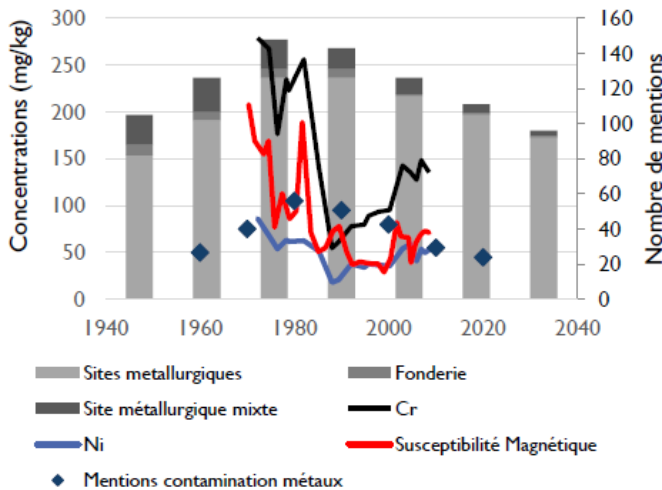 Concentrations (mg/kg)
300
250
200
150
100
50
0
160
140
120
100
80
60
40
20
0
Nombre de mentions
1940 1960 1980 2000 2020 2040
Sites metallurgiques Fonderie
Site métallurgique mixte Cr
Ni Susceptibilité Magnétique
Mentions contamination métaux